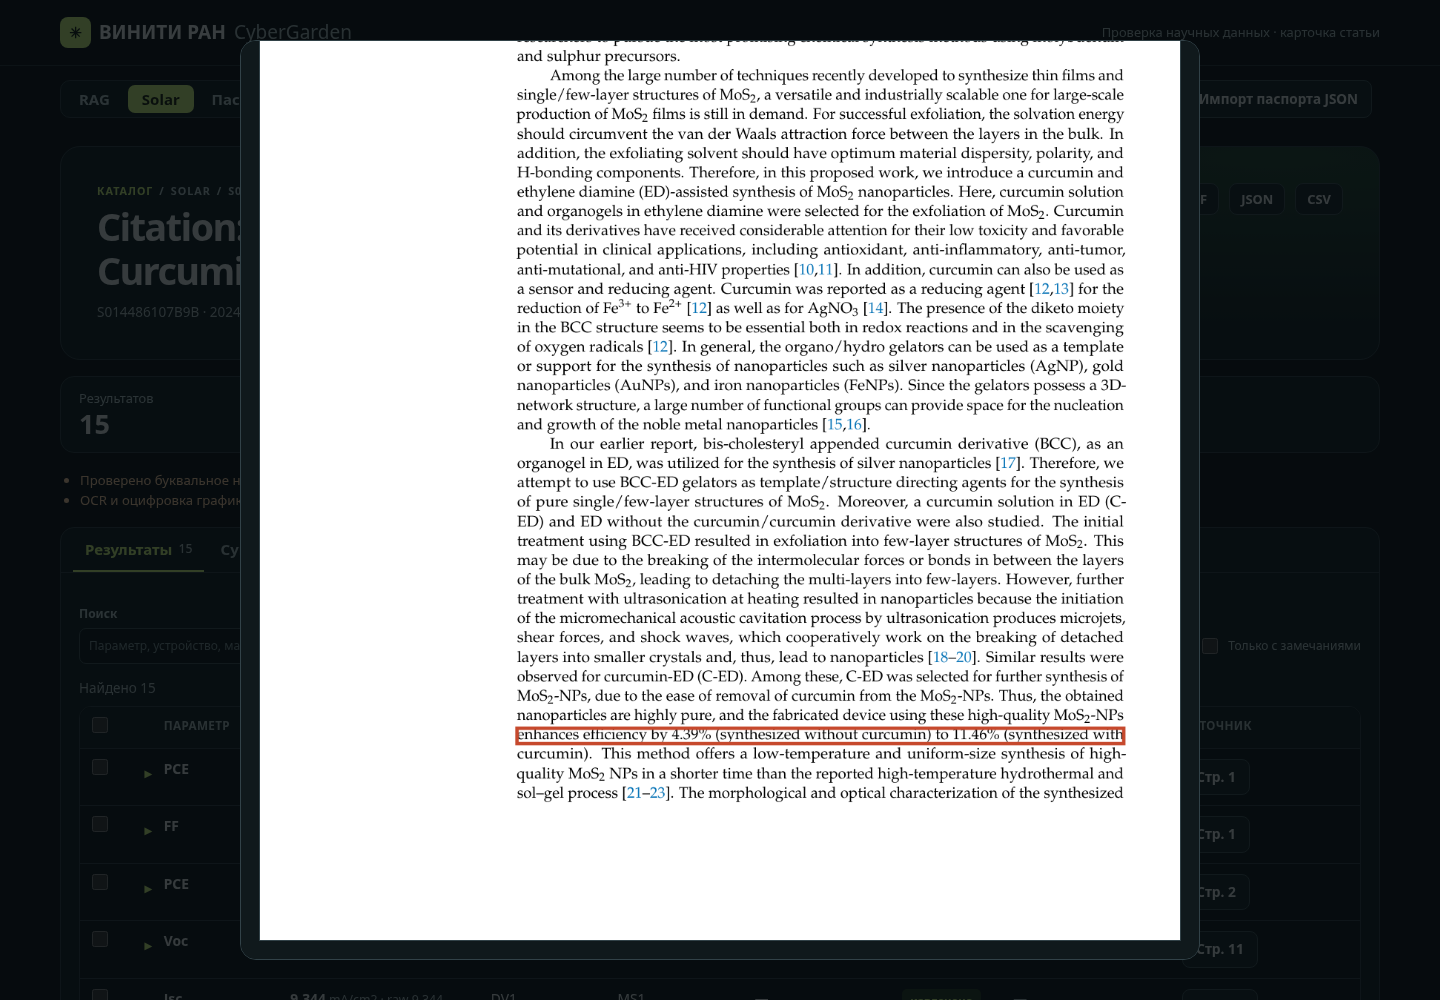 ВИНИТИ РАН CyberGarden
Проверка научных данных · карточка статьи
RAG Solar Пас
Импорт паспорта JSON
КАТАЛОГ / SOLAR / S0
F JSON CSV
Citation:
Curcumi
S014486107B9B · 2024
Результатов
15
Проверено буквальное н
OCR и оцифровка график
Результаты 15 Су
Поиск
Параметр, устройство, ма
Только с замечаниями
Найдено 15
ПАРАМЕТР
ТОЧНИК
PCE
Стр. 1
FF
Стр. 1
PCE
Стр. 2
Voc
Стр. 11
Jsc 9.344 mA/cm2 · raw 9.344 DV1 MS1 —
and sulphur precursors.
Among the large number of techniques recently developed to synthesize thin films and
single/few-layer structures of MoS2, a versatile and industrially scalable one for large-scale
production of MoS2 films is still in demand. For successful exfoliation, the solvation energy
should circumvent the van der Waals attraction force between the layers in the bulk. In
addition, the exfoliating solvent should have optimum material dispersity, polarity, and
H-bonding components. Therefore, in this proposed work, we introduce a curcumin and
ethylene diamine (ED)-assisted synthesis of MoS2 nanoparticles. Here, curcumin solution
and organogels in ethylene diamine were selected for the exfoliation of MoS2. Curcumin
and its derivatives have received considerable attention for their low toxicity and favorable
potential in clinical applications, including antioxidant, anti-inflammatory, anti-tumor,
anti-mutational, and anti-HIV properties [10,11]. In addition, curcumin can also be used as
a sensor and reducing agent. Curcumin was reported as a reducing agent [12,13] for the
reduction of Fe3+ to Fe2+ [12] as well as for AgNO3 [14]. The presence of the diketo moiety
in the BCC structure seems to be essential both in redox reactions and in the scavenging
of oxygen radicals [12]. In general, the organo/hydro gelators can be used as a template
or support for the synthesis of nanoparticles such as silver nanoparticles (AgNP), gold
nanoparticles (AuNPs), and iron nanoparticles (FeNPs). Since the gelators possess a 3D-
network structure, a large number of functional groups can provide space for the nucleation
and growth of the noble metal nanoparticles [15,16].
In our earlier report, bis-cholesteryl appended curcumin derivative (BCC), as an
organogel in ED, was utilized for the synthesis of silver nanoparticles [17]. Therefore, we
attempt to use BCC-ED gelators as template/structure directing agents for the synthesis
of pure single/few-layer structures of MoS2. Moreover, a curcumin solution in ED (C-
ED) and ED without the curcumin/curcumin derivative were also studied. The initial
treatment using BCC-ED resulted in exfoliation into few-layer structures of MoS2. This
may be due to the breaking of the intermolecular forces or bonds in between the layers
of the bulk MoS2, leading to detaching the multi-layers into few-layers. However, further
treatment with ultrasonication at heating resulted in nanoparticles because the initiation
of the micromechanical acoustic cavitation process by ultrasonication produces microjets,
shear forces, and shock waves, which cooperatively work on the breaking of detached
layers into smaller crystals and, thus, lead to nanoparticles [18–20]. Similar results were
observed for curcumin-ED (C-ED). Among these, C-ED was selected for further synthesis of
MoS2-NPs, due to the ease of removal of curcumin from the MoS2-NPs. Thus, the obtained
nanoparticles are highly pure, and the fabricated device using these high-quality MoS2-NPs
enhances efficiency by 4.39% (synthesized without curcumin) to 11.46% (synthesized with
curcumin). This method offers a low-temperature and uniform-size synthesis of high-
quality MoS2 NPs in a shorter time than the reported high-temperature hydrothermal and
sol–gel process [21–23]. The morphological and optical characterization of the synthesized